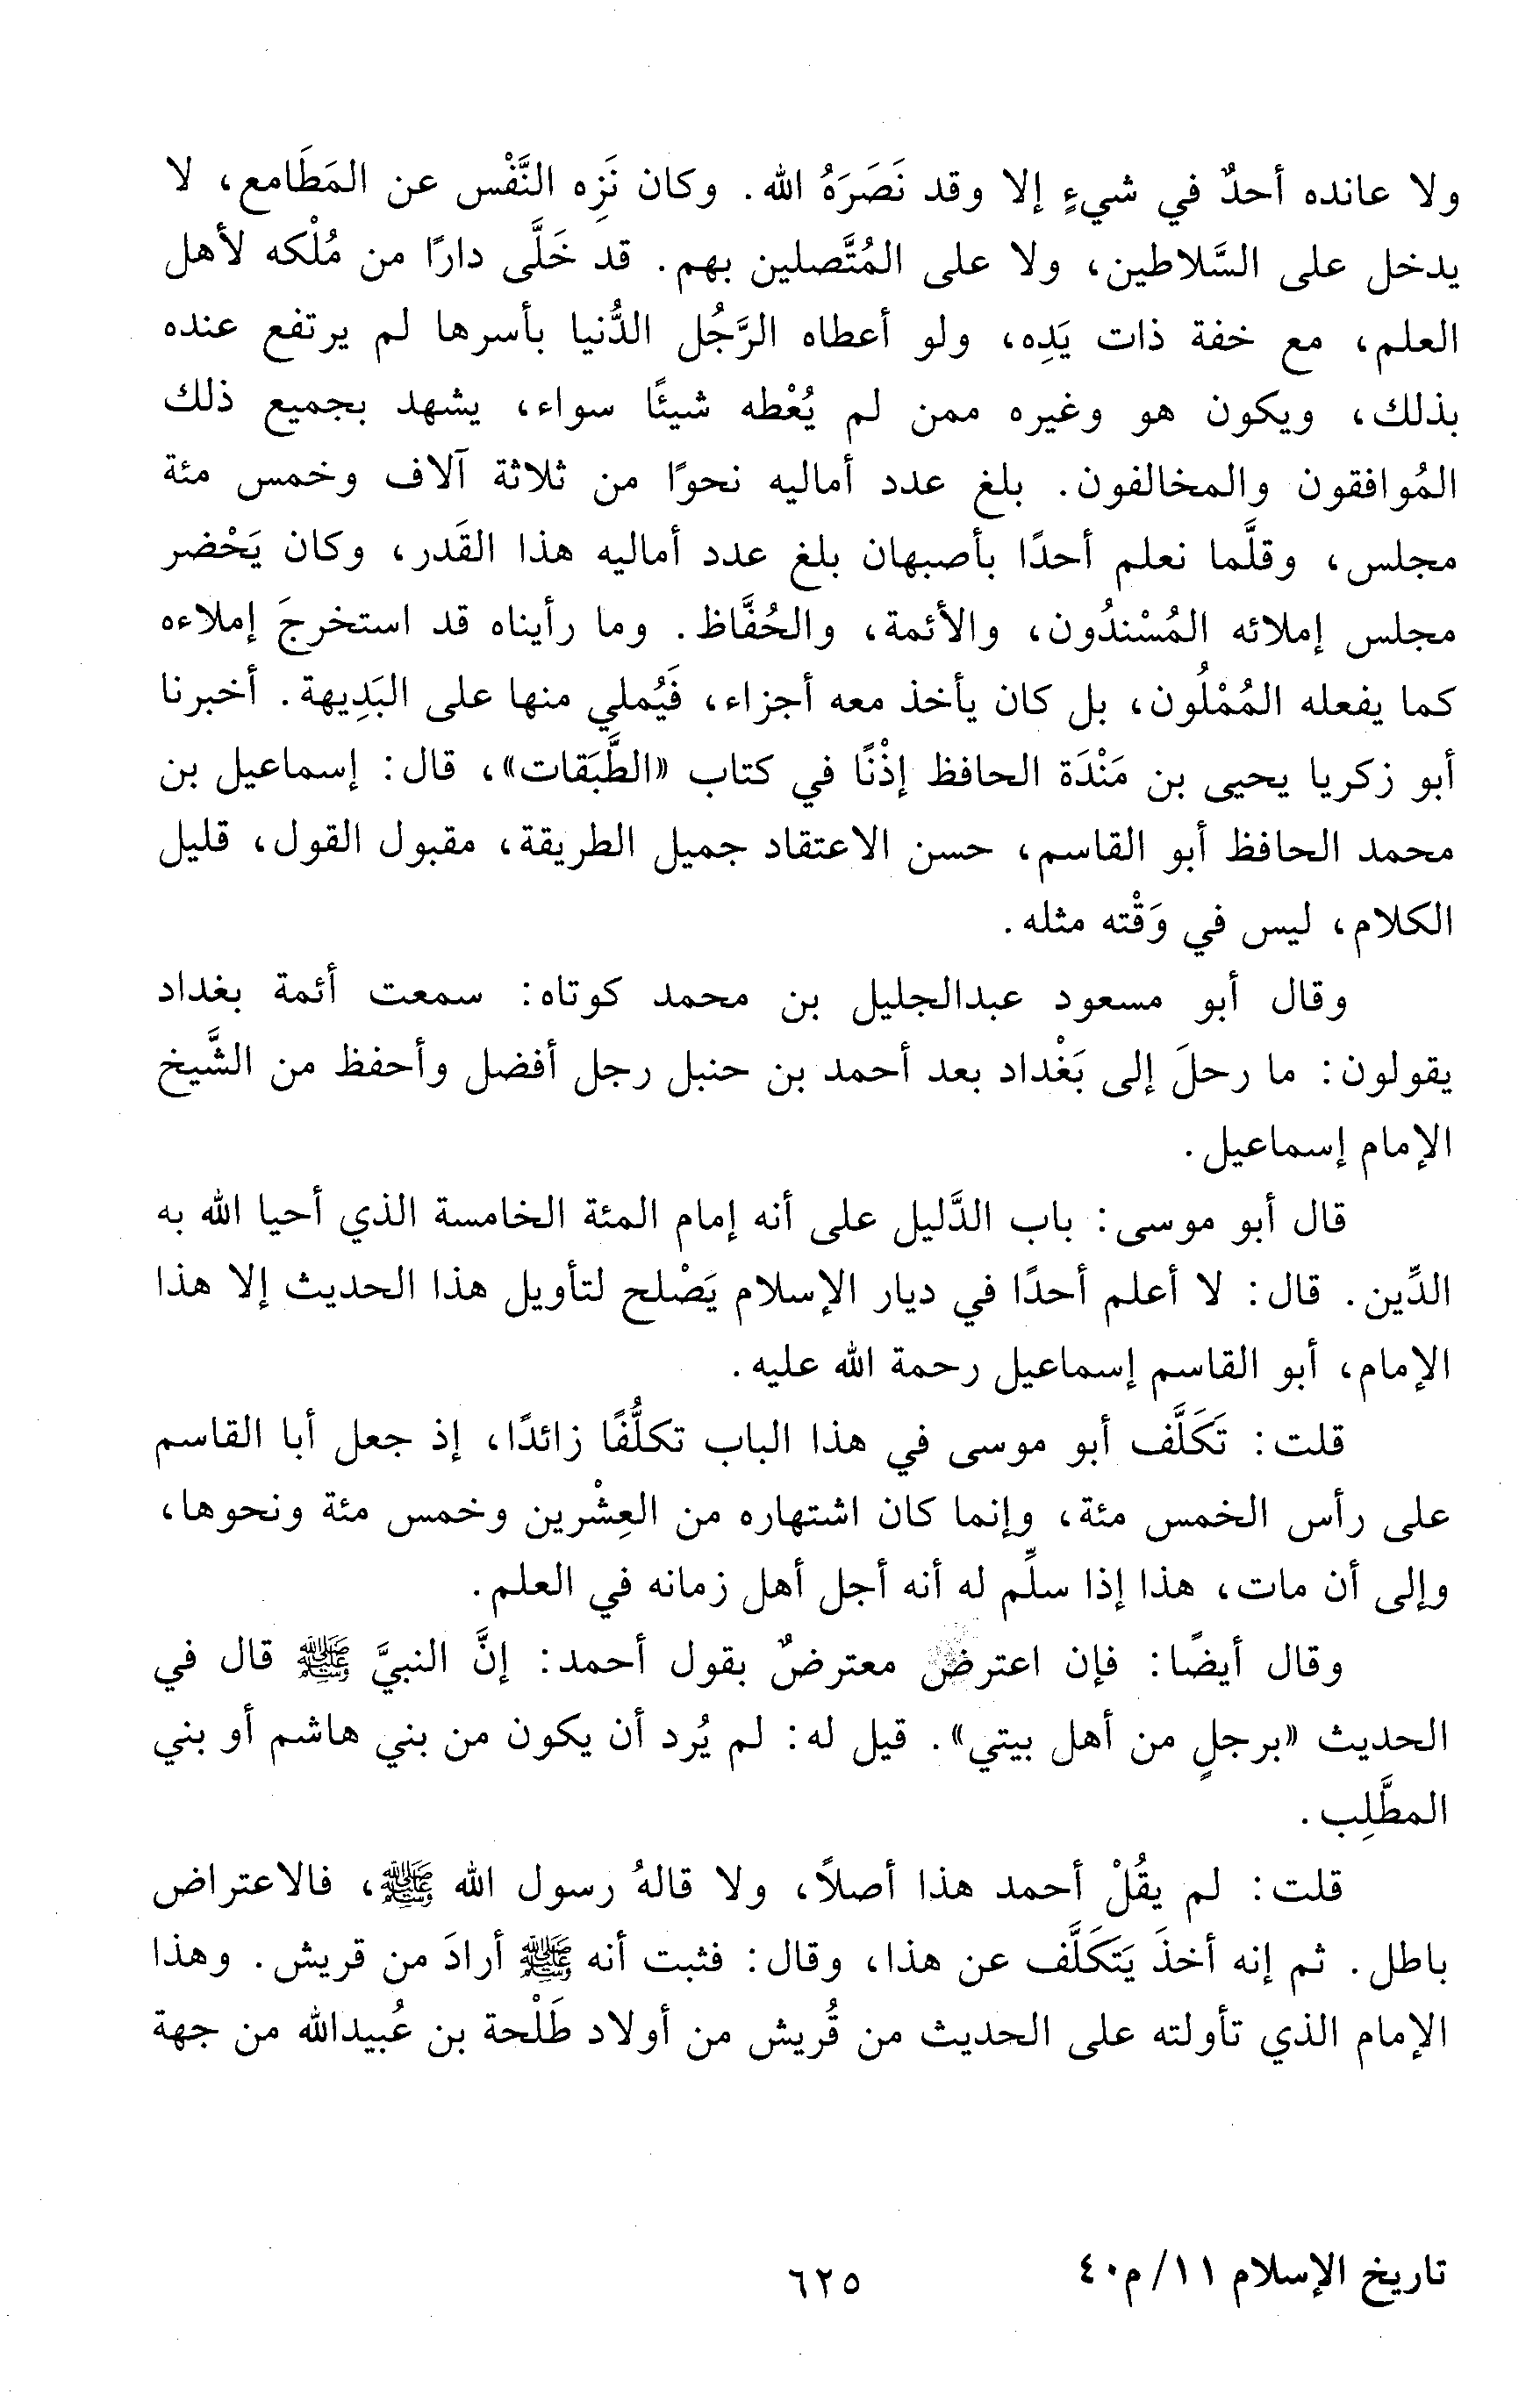 ولا عانده أحدٌ في شيءٍ إلا وقد نَصَرَهُ الله. وكان نَزِه النَّفْس عن المَطَامع، لا
يدخل على السَّلاطين، ولا على المُتَّصلين بهم. قد خَلَّى دارًا من مُلْكه لأهل
العلم، مع خفة ذات يَدِه، ولو أعطاه الرَّجُل الدُّنيا بأسرها لم يرتفع عنده
بذلك، ويكون هو وغيره ممن لم يُعْطه شيئًا سواء، يشهد بجميع ذلك
المُوافقون والمخالفون. بلغ عدد أماليه نحوًا من ثلاثة آلاف وخمس مئة
مجلس، وقلَّما نعلم أحدًا بأصبهان بلغ عدد أماليه هذا القَدر، وكان يَحْضر
مجلس إملائه المُسْندُون، والأئمة، والحُفَّاظ. وما رأيناه قد استخرجَ إملاءه
كما يفعله المُمْلُون، بل كان يأخذ معه أجزاء، فَيُملي منها على البَدِيهة. أخبرنا
أبو زكريا يحيى بن مَنْدَة الحافظ إذْنًا في كتاب «الطَّبَقات»، قال: إسماعيل بن
محمد الحافظ أبو القاسم، حسن الاعتقاد جميل الطريقة، مقبول القول، قليل
الكلام، ليس في وَقْته مثله.
وقال أبو مسعود عبدالجليل بن محمد كوتاه: سمعت أئمة بغداد
يقولون: ما رحلَ إلى بَغْداد بعد أحمد بن حنبل رجل أفضل وأحفظ من الشَّيخ
الإمام إسماعيل.
قال أبو موسى: باب الدَّليل على أنه إمام المئة الخامسة الذي أحيا الله به
الدِّين. قال: لا أعلم أحدًا في ديار الإسلام يَصْلح لتأويل هذا الحديث إلا هذا
الإمام، أبو القاسم إسماعيل رحمة الله عليه.
قلت: تَكَلَّف أبو موسى في هذا الباب تكلُّفًا زائدًا، إذ جعل أبا القاسم
على رأس الخمس مئة، وإنما كان اشتهاره من العِشْرين وخمس مئة ونحوها،
وإلى أن مات، هذا إذا سلِّم له أنه أجل أهل زمانه في العلم.
وقال أيضًا: فإن اعترض معترضٌ بقول أحمد: إنَّ النبيَّ ﷺ قال في
الحديث «برجلٍ من أهل بيتي». قيل له: لم يُرد أن يكون من بني هاشم أو بني
المطَّلِب.
قلت: لم يقُلْ أحمد هذا أصلًا، ولا قالهُ رسول الله ﷺ، فالاعتراض
باطل. ثم إنه أخذَ يَتَكَلَّف عن هذا، وقال: فثبت أنه ﷺ أرادَ من قريش. وهذا
الإمام الذي تأولته على الحديث من قُريش من أولاد طَلْحة بن عُبيدالله من جهة
تاريخ الإسلام ١١/ م٤٠
٦٢٥